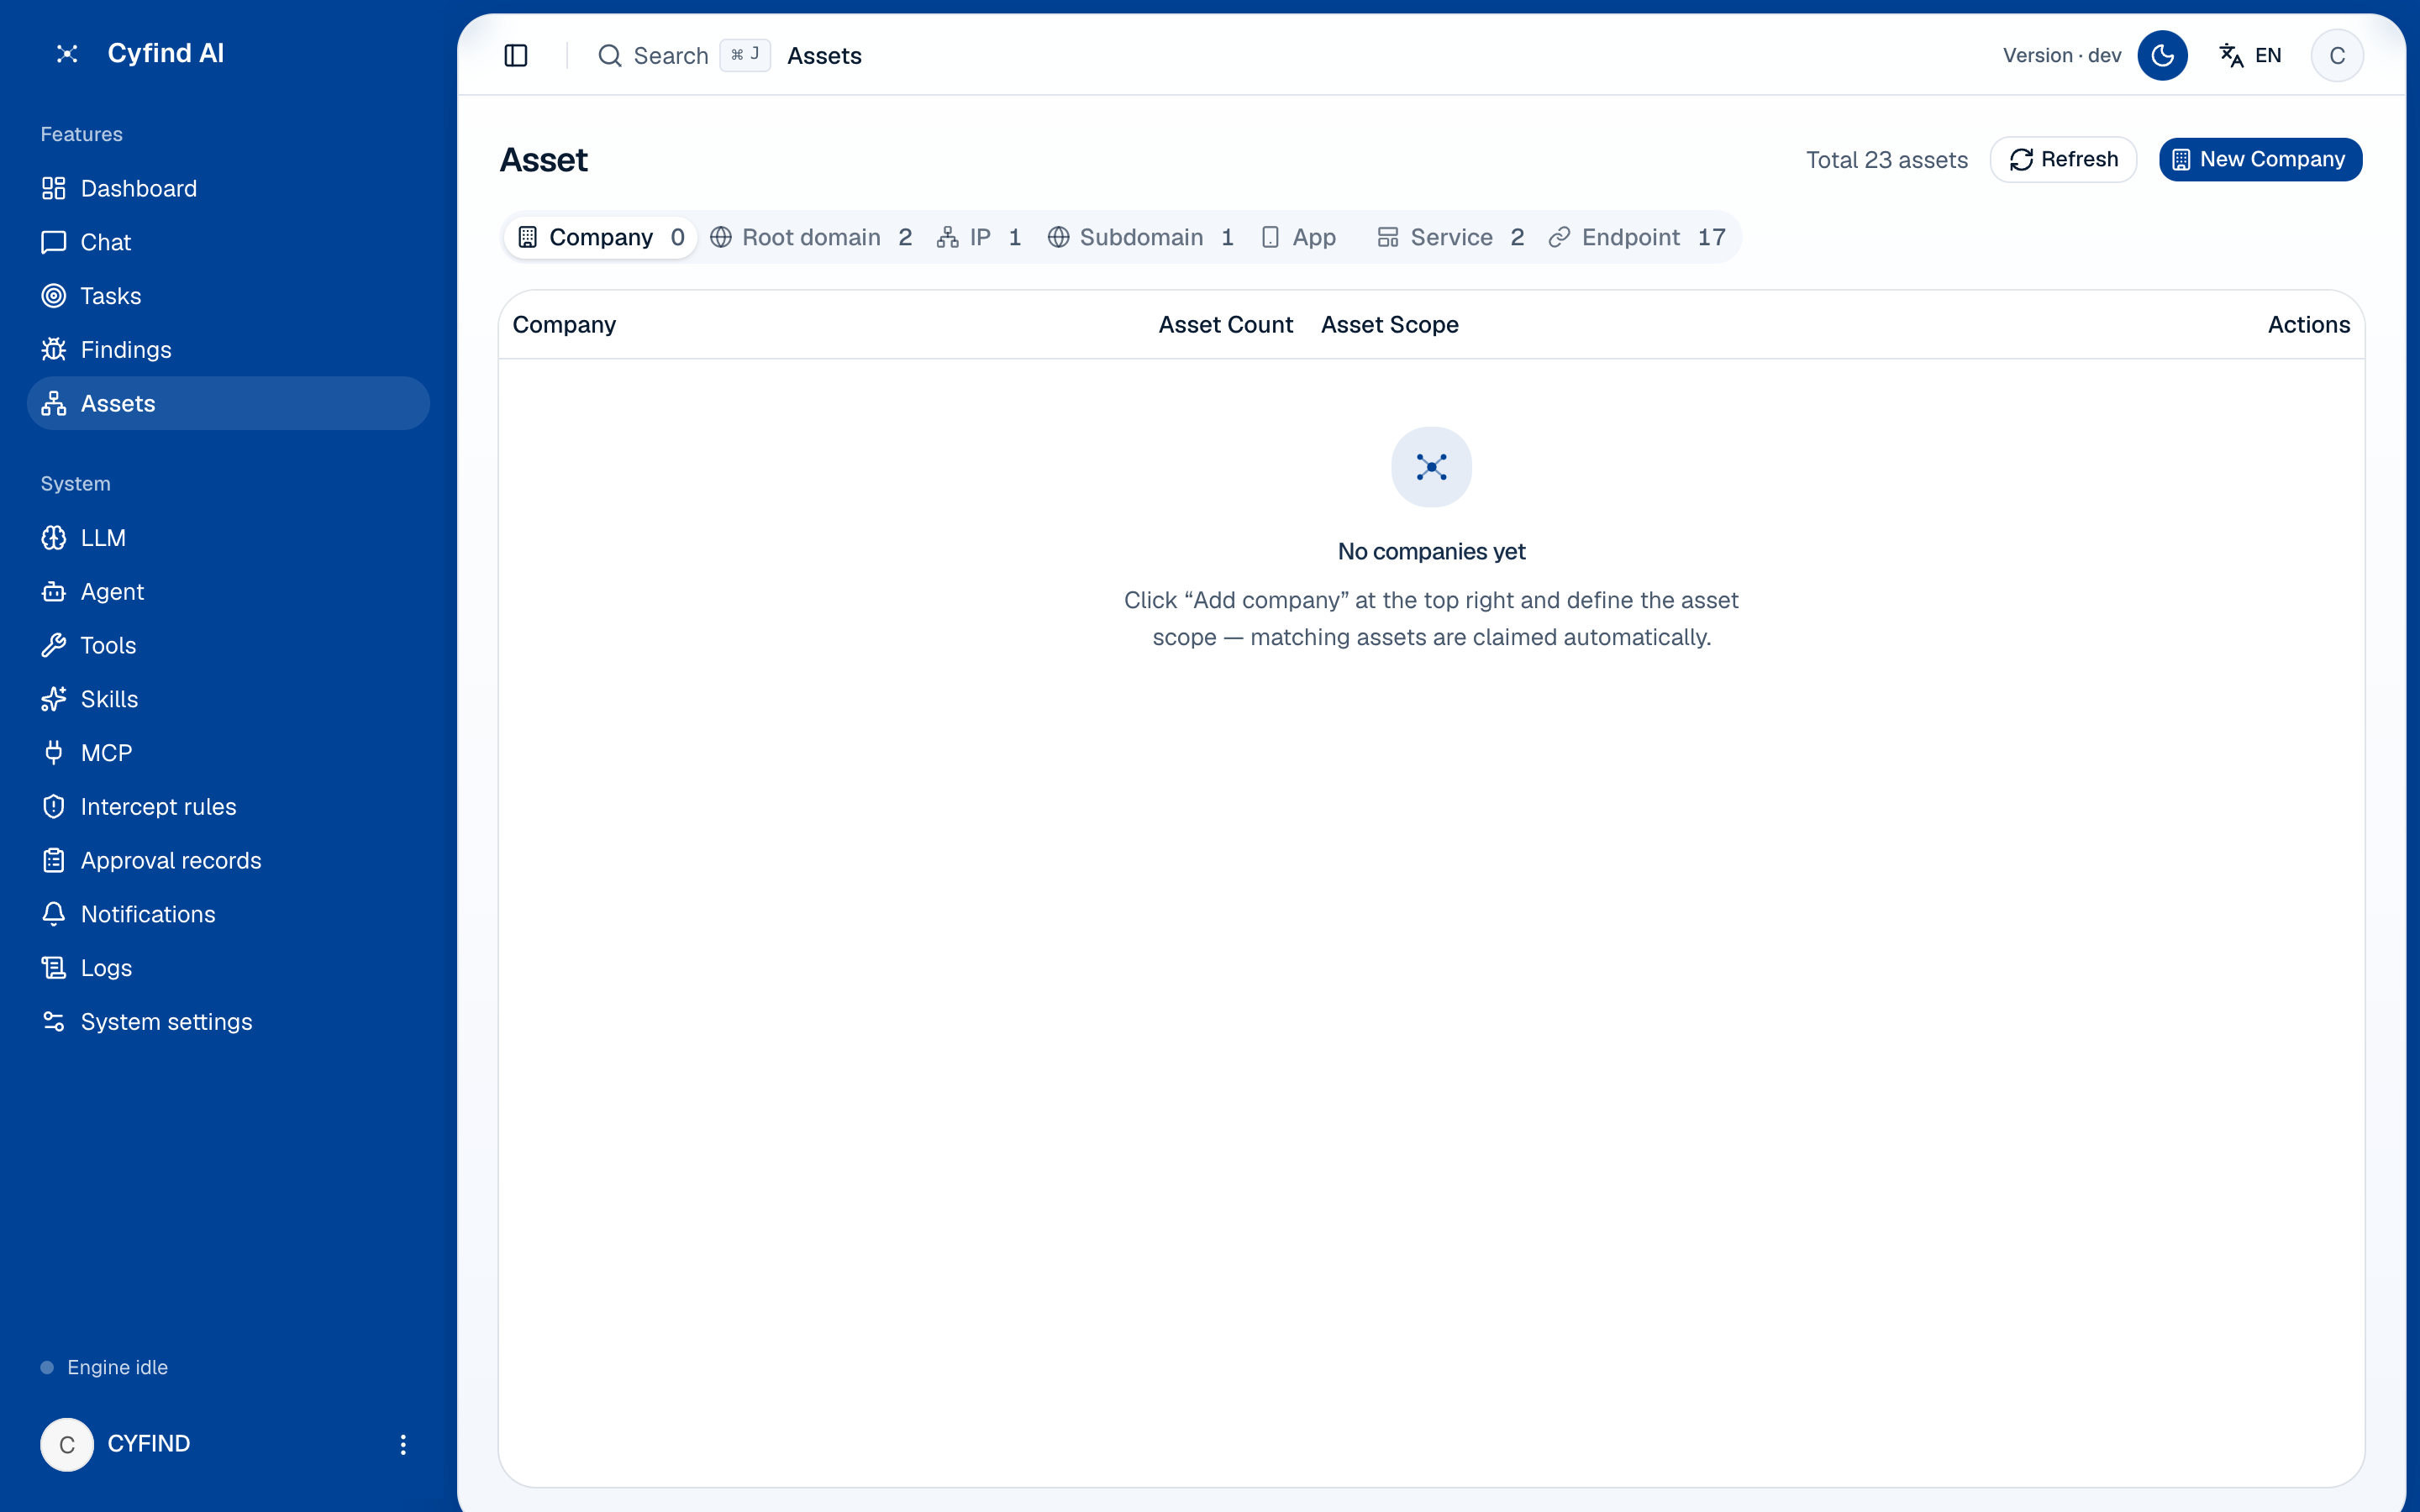 Cyfind AI
Features
Dashboard
Chat
Tasks
Findings
Assets
System
LLM
Agent
Tools
Skills
MCP
Intercept rules
Approval records
Notifications
Logs
System settings
Engine idle
C CYFIND
Search ⌘ J Assets
Version · dev EN C
Asset
Total 23 assets Refresh New Company
Company 0 Root domain 2 IP 1 Subdomain 1 App Service 2 Endpoint 17
Company Asset Count Asset Scope Actions
No companies yet
Click “Add company” at the top right and define the asset
scope — matching assets are claimed automatically.